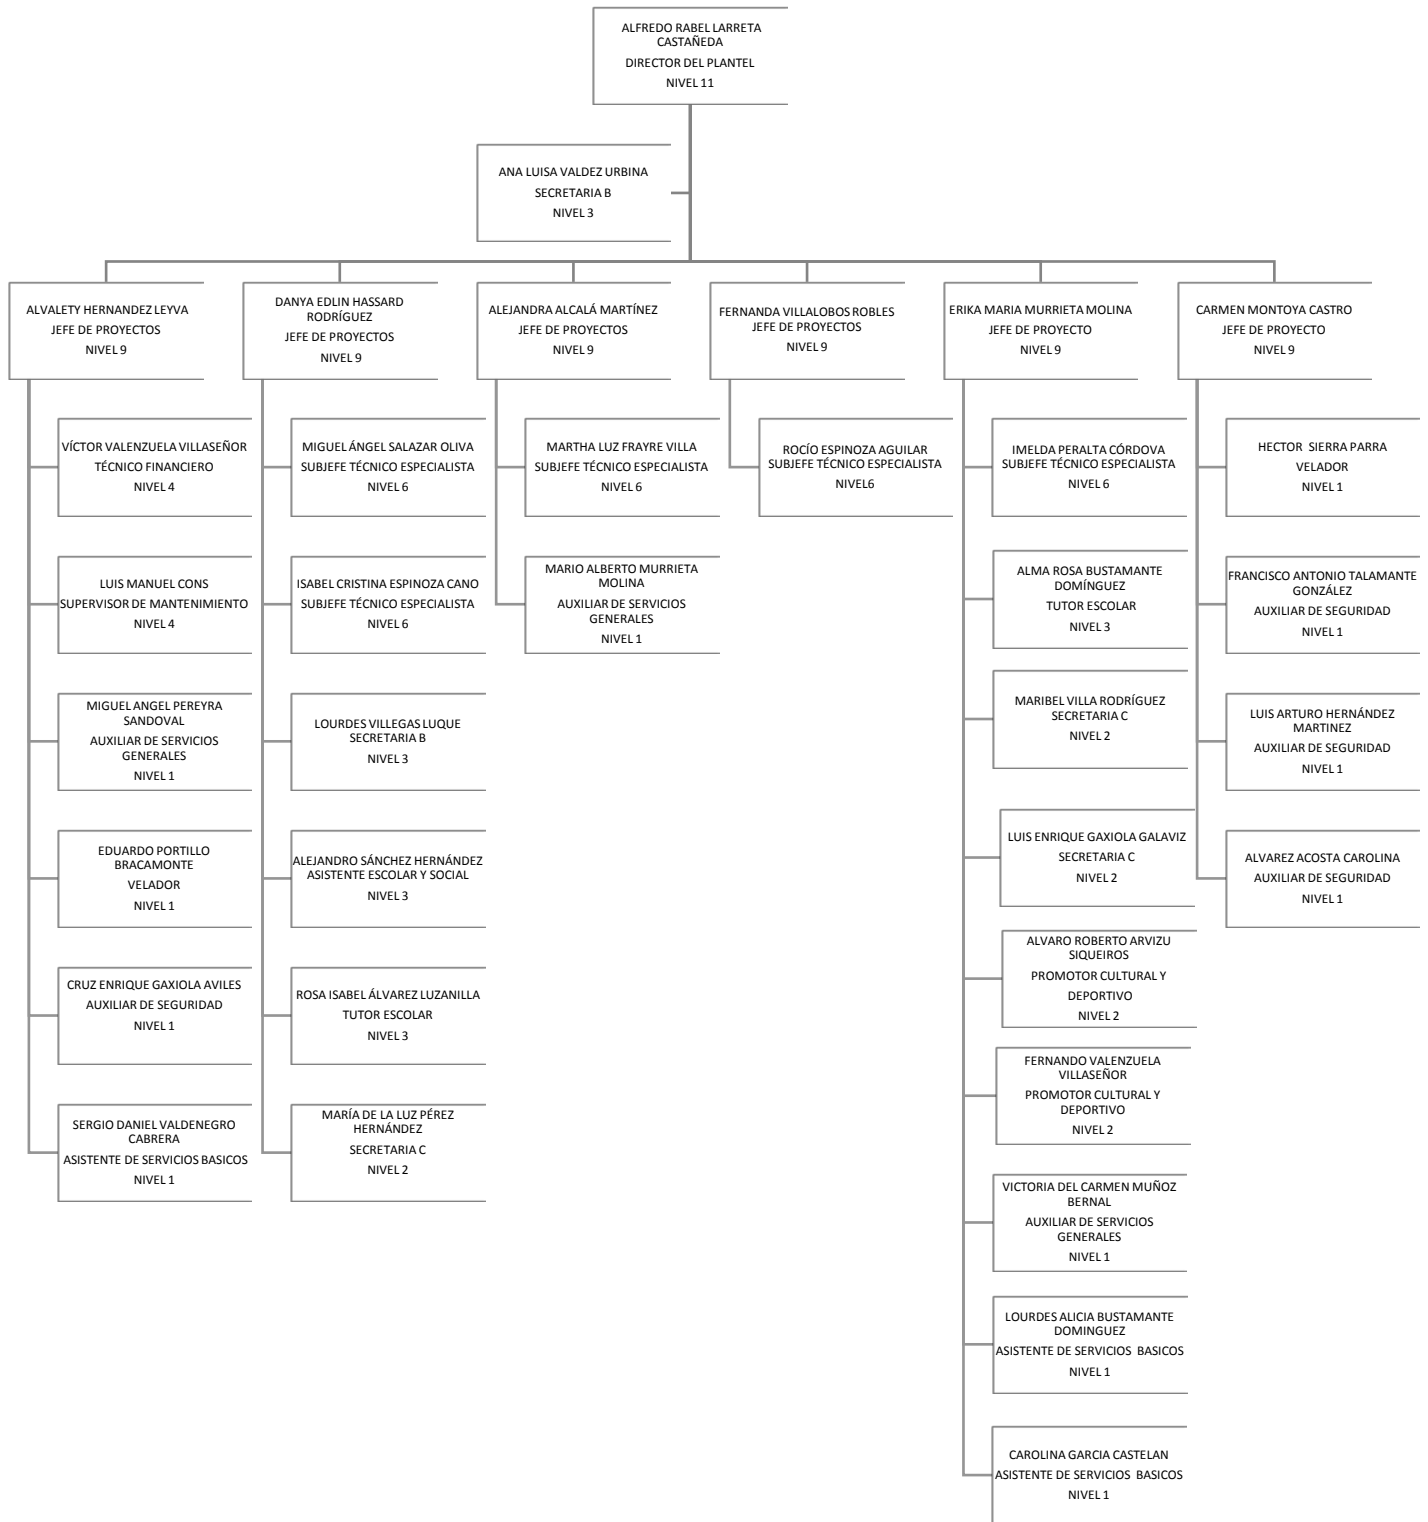 ALFREDO RABEL LARRETA
CASTAÑEDA
DIRECTOR DEL PLANTEL
NIVEL 11
ANA LUISA VALDEZ URBINA
SECRETARIA B
NIVEL 3
ALVALETY HERNANDEZ LEYVA
JEFE DE PROYECTOS
NIVEL 9
VÍCTOR VALENZUELA VILLASEÑOR
TÉCNICO FINANCIERO
NIVEL 4
LUIS MANUEL CONS
SUPERVISOR DE MANTENIMIENTO
NIVEL 4
MIGUEL ANGEL PEREYRA
SANDOVAL
AUXILIAR DE SERVICIOS
GENERALES
NIVEL 1
EDUARDO PORTILLO
BRACAMONTE
VELADOR
NIVEL 1
CRUZ ENRIQUE GAXIOLA AVILES
AUXILIAR DE SEGURIDAD
NIVEL 1
SERGIO DANIEL VALDENEGRO
CABRERA
ASISTENTE DE SERVICIOS BASICOS
NIVEL 1
DANYA EDLIN HASSARD
RODRÍGUEZ
JEFE DE PROYECTOS
NIVEL 9
MIGUEL ÁNGEL SALAZAR OLIVA
SUBJEFE TÉCNICO ESPECIALISTA
NIVEL 6
ISABEL CRISTINA ESPINOZA CANO
SUBJEFE TÉCNICO ESPECIALISTA
NIVEL 6
LOURDES VILLEGAS LUQUE
SECRETARIA B
NIVEL 3
ALEJANDRO SÁNCHEZ HERNÁNDEZ
ASISTENTE ESCOLAR Y SOCIAL
NIVEL 3
ROSA ISABEL ÁLVAREZ LUZANILLA
TUTOR ESCOLAR
NIVEL 3
MARÍA DE LA LUZ PÉREZ
HERNÁNDEZ
SECRETARIA C
NIVEL 2
ALEJANDRA ALCALÁ MARTÍNEZ
JEFE DE PROYECTOS
NIVEL 9
MARTHA LUZ FRAYRE VILLA
SUBJEFE TÉCNICO ESPECIALISTA
NIVEL 6
MARIO ALBERTO MURRIETA
MOLINA
AUXILIAR DE SERVICIOS
GENERALES
NIVEL 1
FERNANDA VILLALOBOS ROBLES
JEFE DE PROYECTOS
NIVEL 9
ROCÍO ESPINOZA AGUILAR
SUBJEFE TÉCNICO ESPECIALISTA
NIVEL6
ERIKA MARIA MURRIETA MOLINA
JEFE DE PROYECTO
NIVEL 9
IMELDA PERALTA CÓRDOVA
SUBJEFE TÉCNICO ESPECIALISTA
NIVEL 6
ALMA ROSA BUSTAMANTE
DOMÍNGUEZ
TUTOR ESCOLAR
NIVEL 3
MARIBEL VILLA RODRÍGUEZ
SECRETARIA C
NIVEL 2
LUIS ENRIQUE GAXIOLA GALAVIZ
SECRETARIA C
NIVEL 2
ALVARO ROBERTO ARVIZU
SIQUEIROS
PROMOTOR CULTURAL Y
DEPORTIVO
NIVEL 2
FERNANDO VALENZUELA
VILLASEÑOR
PROMOTOR CULTURAL Y
DEPORTIVO
NIVEL 2
VICTORIA DEL CARMEN MUÑOZ
BERNAL
AUXILIAR DE SERVICIOS
GENERALES
NIVEL 1
LOURDES ALICIA BUSTAMANTE
DOMINGUEZ
ASISTENTE DE SERVICIOS BASICOS
NIVEL 1
CAROLINA GARCIA CASTELAN
ASISTENTE DE SERVICIOS BASICOS
NIVEL 1
CARMEN MONTOYA CASTRO
JEFE DE PROYECTO
NIVEL 9
HECTOR SIERRA PARRA
VELADOR
NIVEL 1
FRANCISCO ANTONIO TALAMANTE
GONZÁLEZ
AUXILIAR DE SEGURIDAD
NIVEL 1
LUIS ARTURO HERNÁNDEZ
MARTINEZ
AUXILIAR DE SEGURIDAD
NIVEL 1
ALVAREZ ACOSTA CAROLINA
AUXILIAR DE SEGURIDAD
NIVEL 1